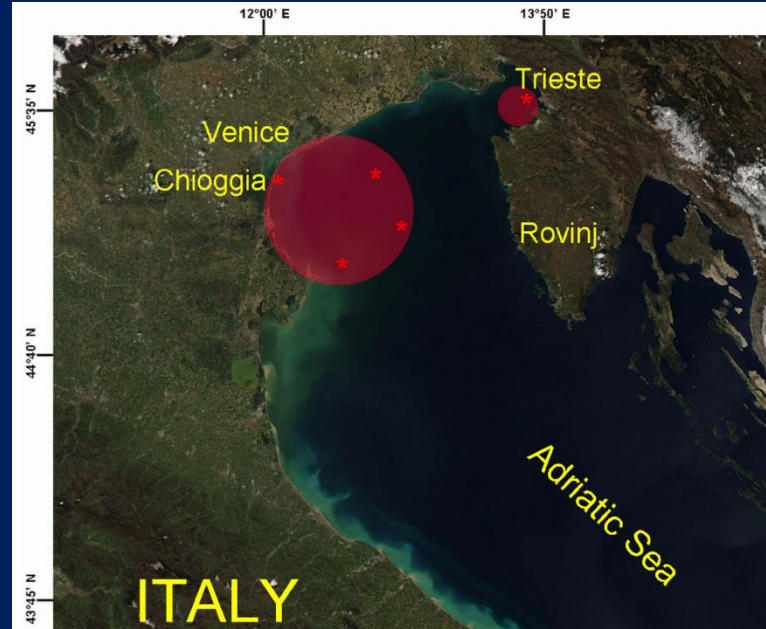 12°00' E
13°50' E
Trieste
45°35' N
Venice
Chioggia
Rovinj
44°40' N
Adriatic Sea
43°45' N
ITALY